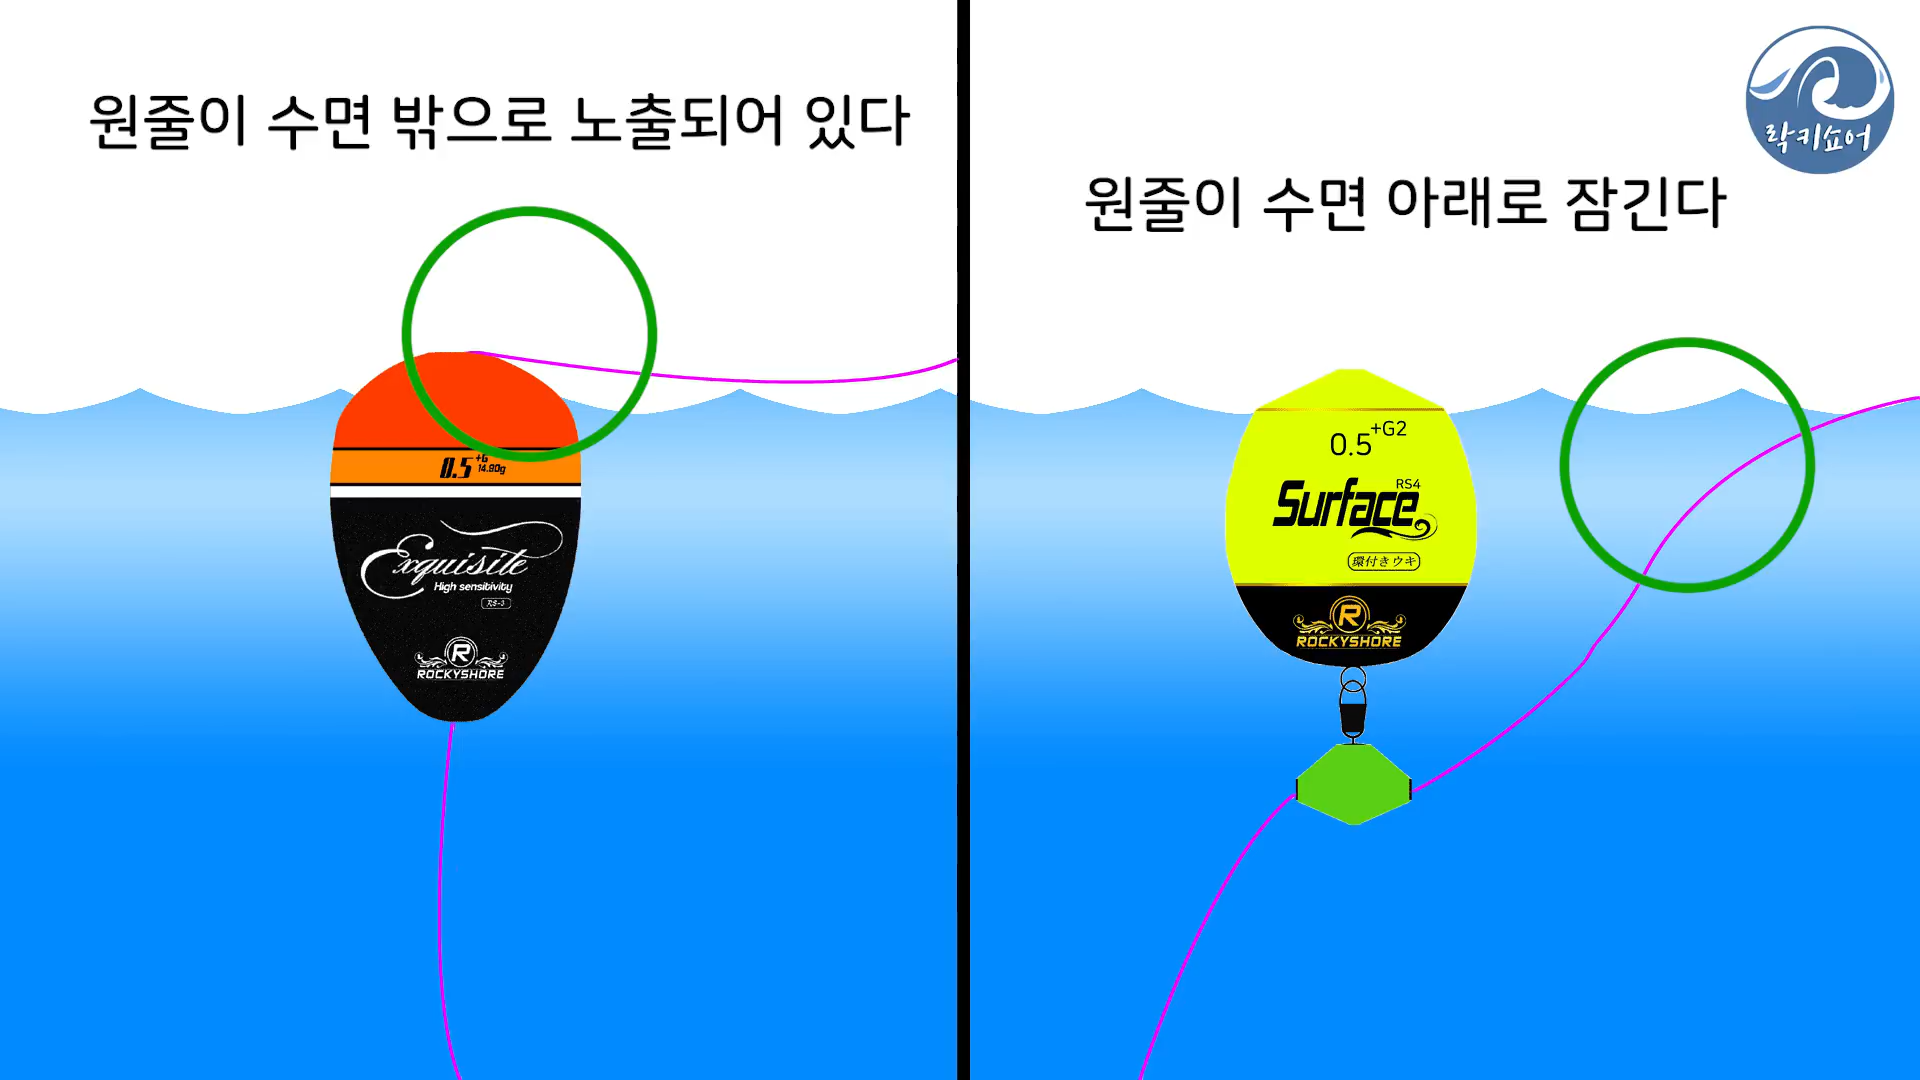 원줄이 수면 밖으로 노출되어 있다
0.5 +G
14.90g
Exquisite
High sensitivity
RS-3
R
ROCKYSHORE
락키쇼어
원줄이 수면 아래로 잠긴다
0.5 +G2
Surface RS4
環付きウキ
R
ROCKYSHORE